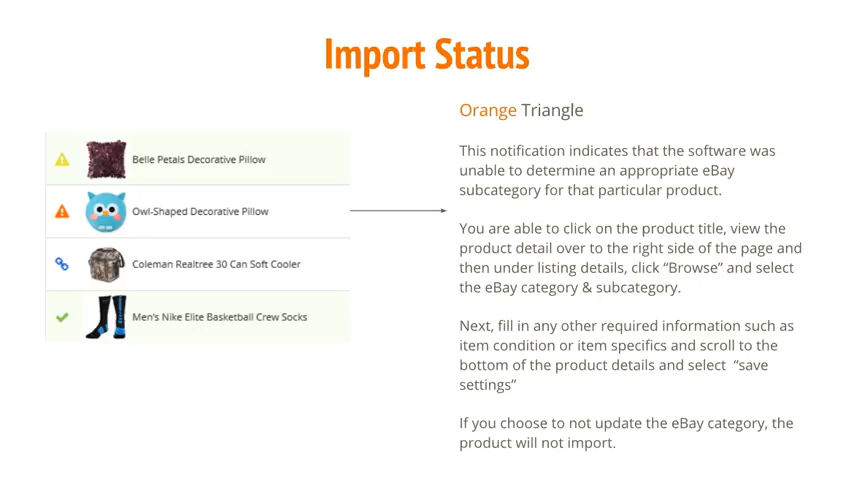 Import Status
Belle Petals Decorative Pillow
Owl-Shaped Decorative Pillow
Coleman Realtree 30 Can Soft Cooler
Men's Nike Elite Basketball Crew Socks
Orange Triangle
This notification indicates that the software was
unable to determine an appropriate eBay
subcategory for that particular product.
You are able to click on the product title, view the
product detail over to the right side of the page and
then under listing details, click “Browse” and select
the eBay category & subcategory.
Next, fill in any other required information such as
item condition or item specifics and scroll to the
bottom of the product details and select “save
settings”
If you choose to not update the eBay category, the
product will not import.